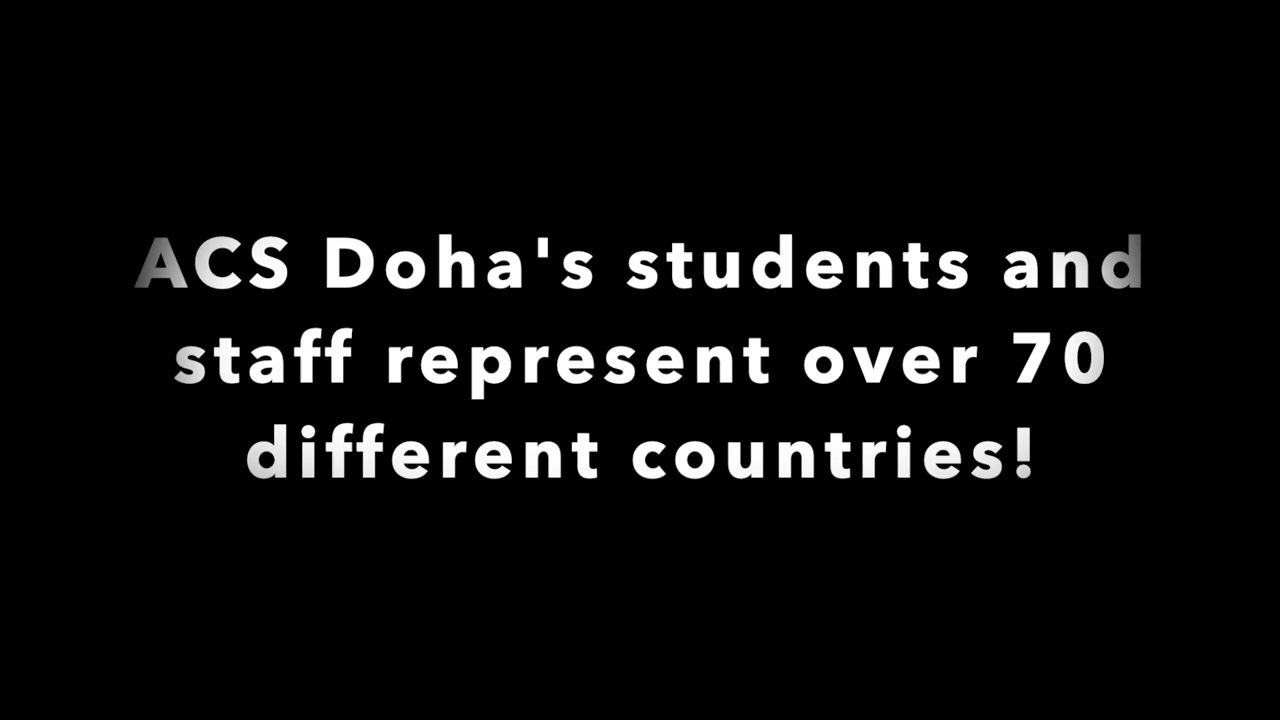 ACS Doha's students and
staff represent over 70
different countries!